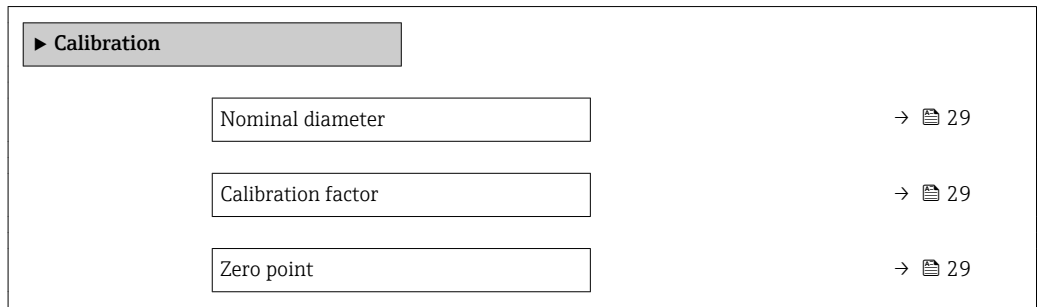 ► Calibration
Nominal diameter → 🖹 29
Calibration factor → 🖹 29
Zero point → 🖹 29